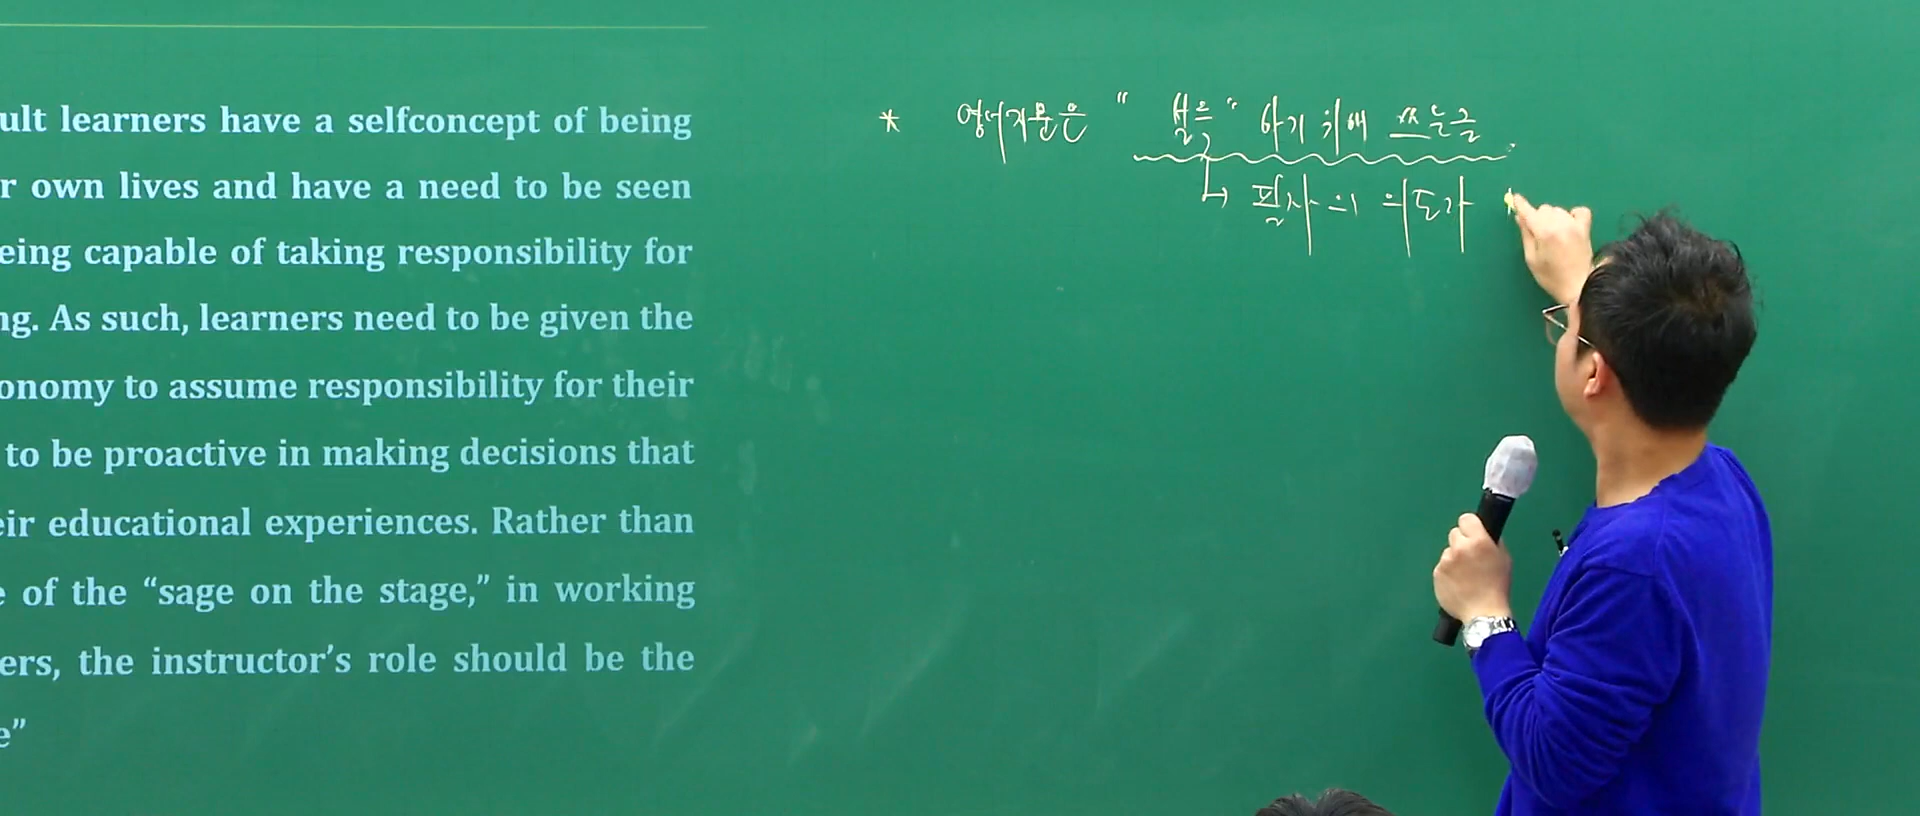 ult learners have a selfconcept of being
r own lives and have a need to be seen
eing capable of taking responsibility for
ng. As such, learners need to be given the
onomy to assume responsibility for their
to be proactive in making decisions that
eir educational experiences. Rather than
e of the “sage on the stage,” in working
ers, the instructor’s role should be the
e”
* 영어지문은 " 설득 " 하기 위해 쓰는글
↳ 필자의 의도가